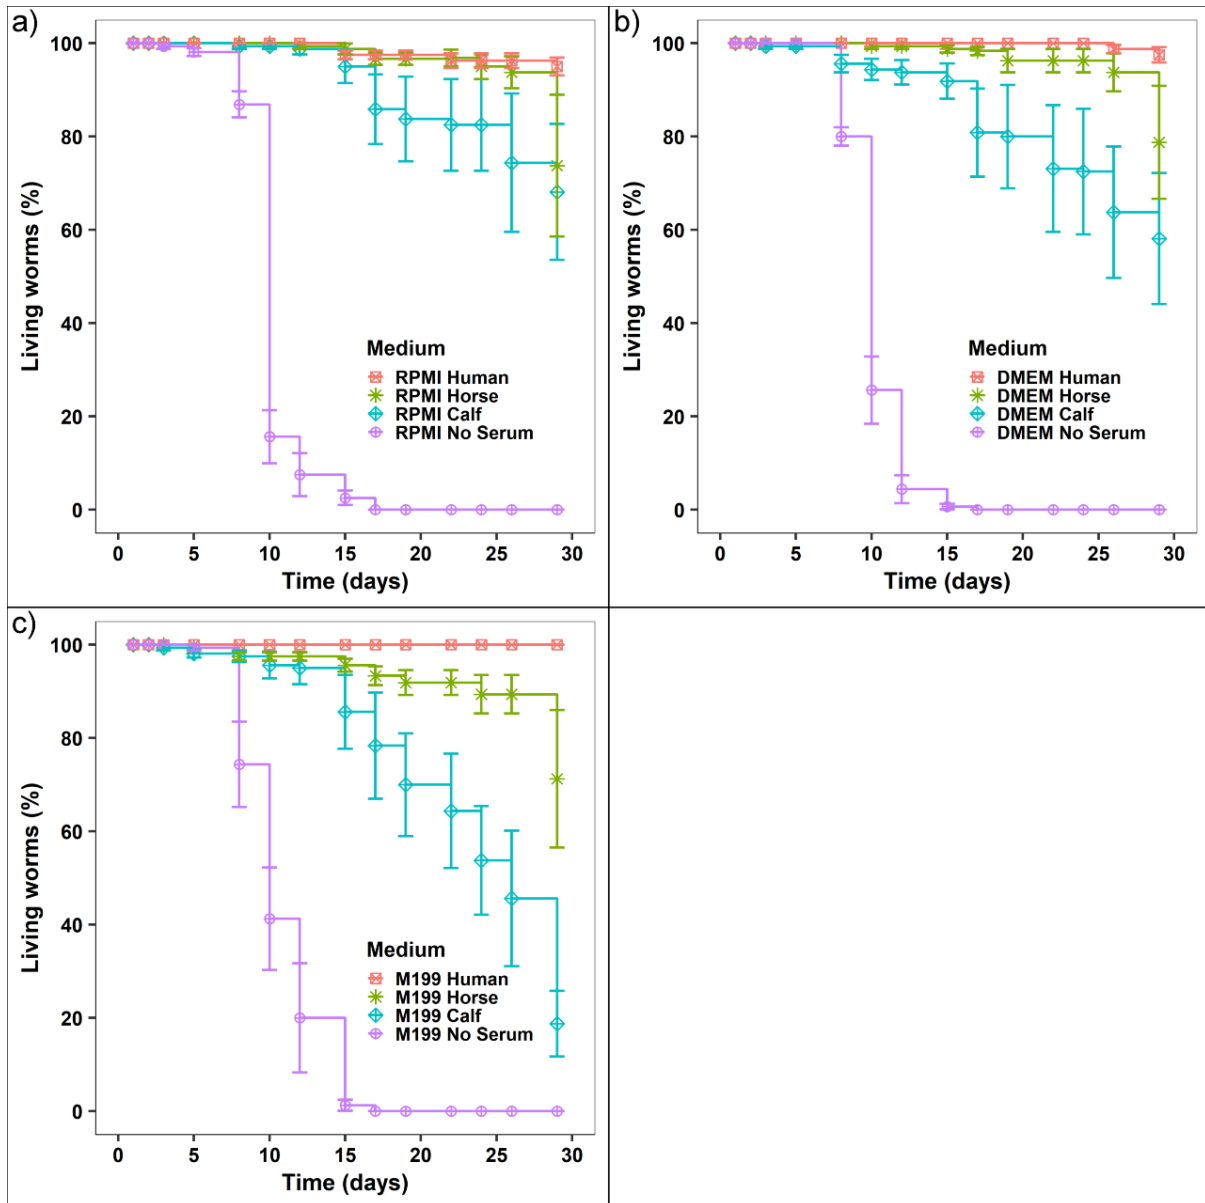 a)
100
80
60
40
20
0
Living worms (%)
Medium
RPMI Human
RPMI Horse
RPMI Calf
RPMI No Serum
0 5 10 15 20 25 30
Time (days)
b)
100
80
60
40
20
0
Living worms (%)
Medium
DMEM Human
DMEM Horse
DMEM Calf
DMEM No Serum
0 5 10 15 20 25 30
Time (days)
c)
100
80
60
40
20
0
Living worms (%)
Medium
M199 Human
M199 Horse
M199 Calf
M199 No Serum
0 5 10 15 20 25 30
Time (days)